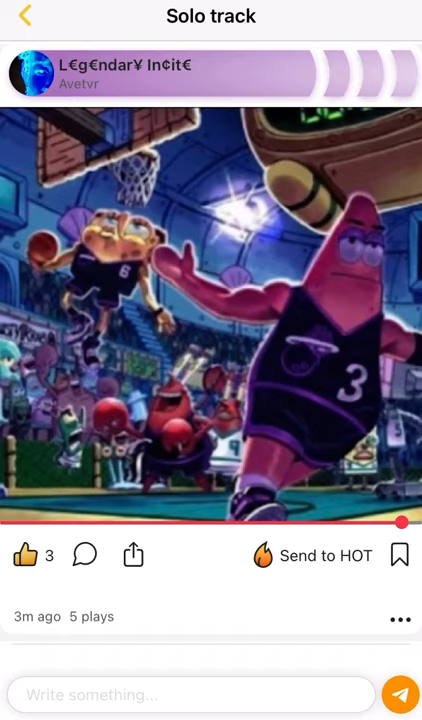 Solo track
L€g€ndar¥ In¢it€
Avetvr
6
3
3
Send to HOT
3m ago 5 plays
Write something...